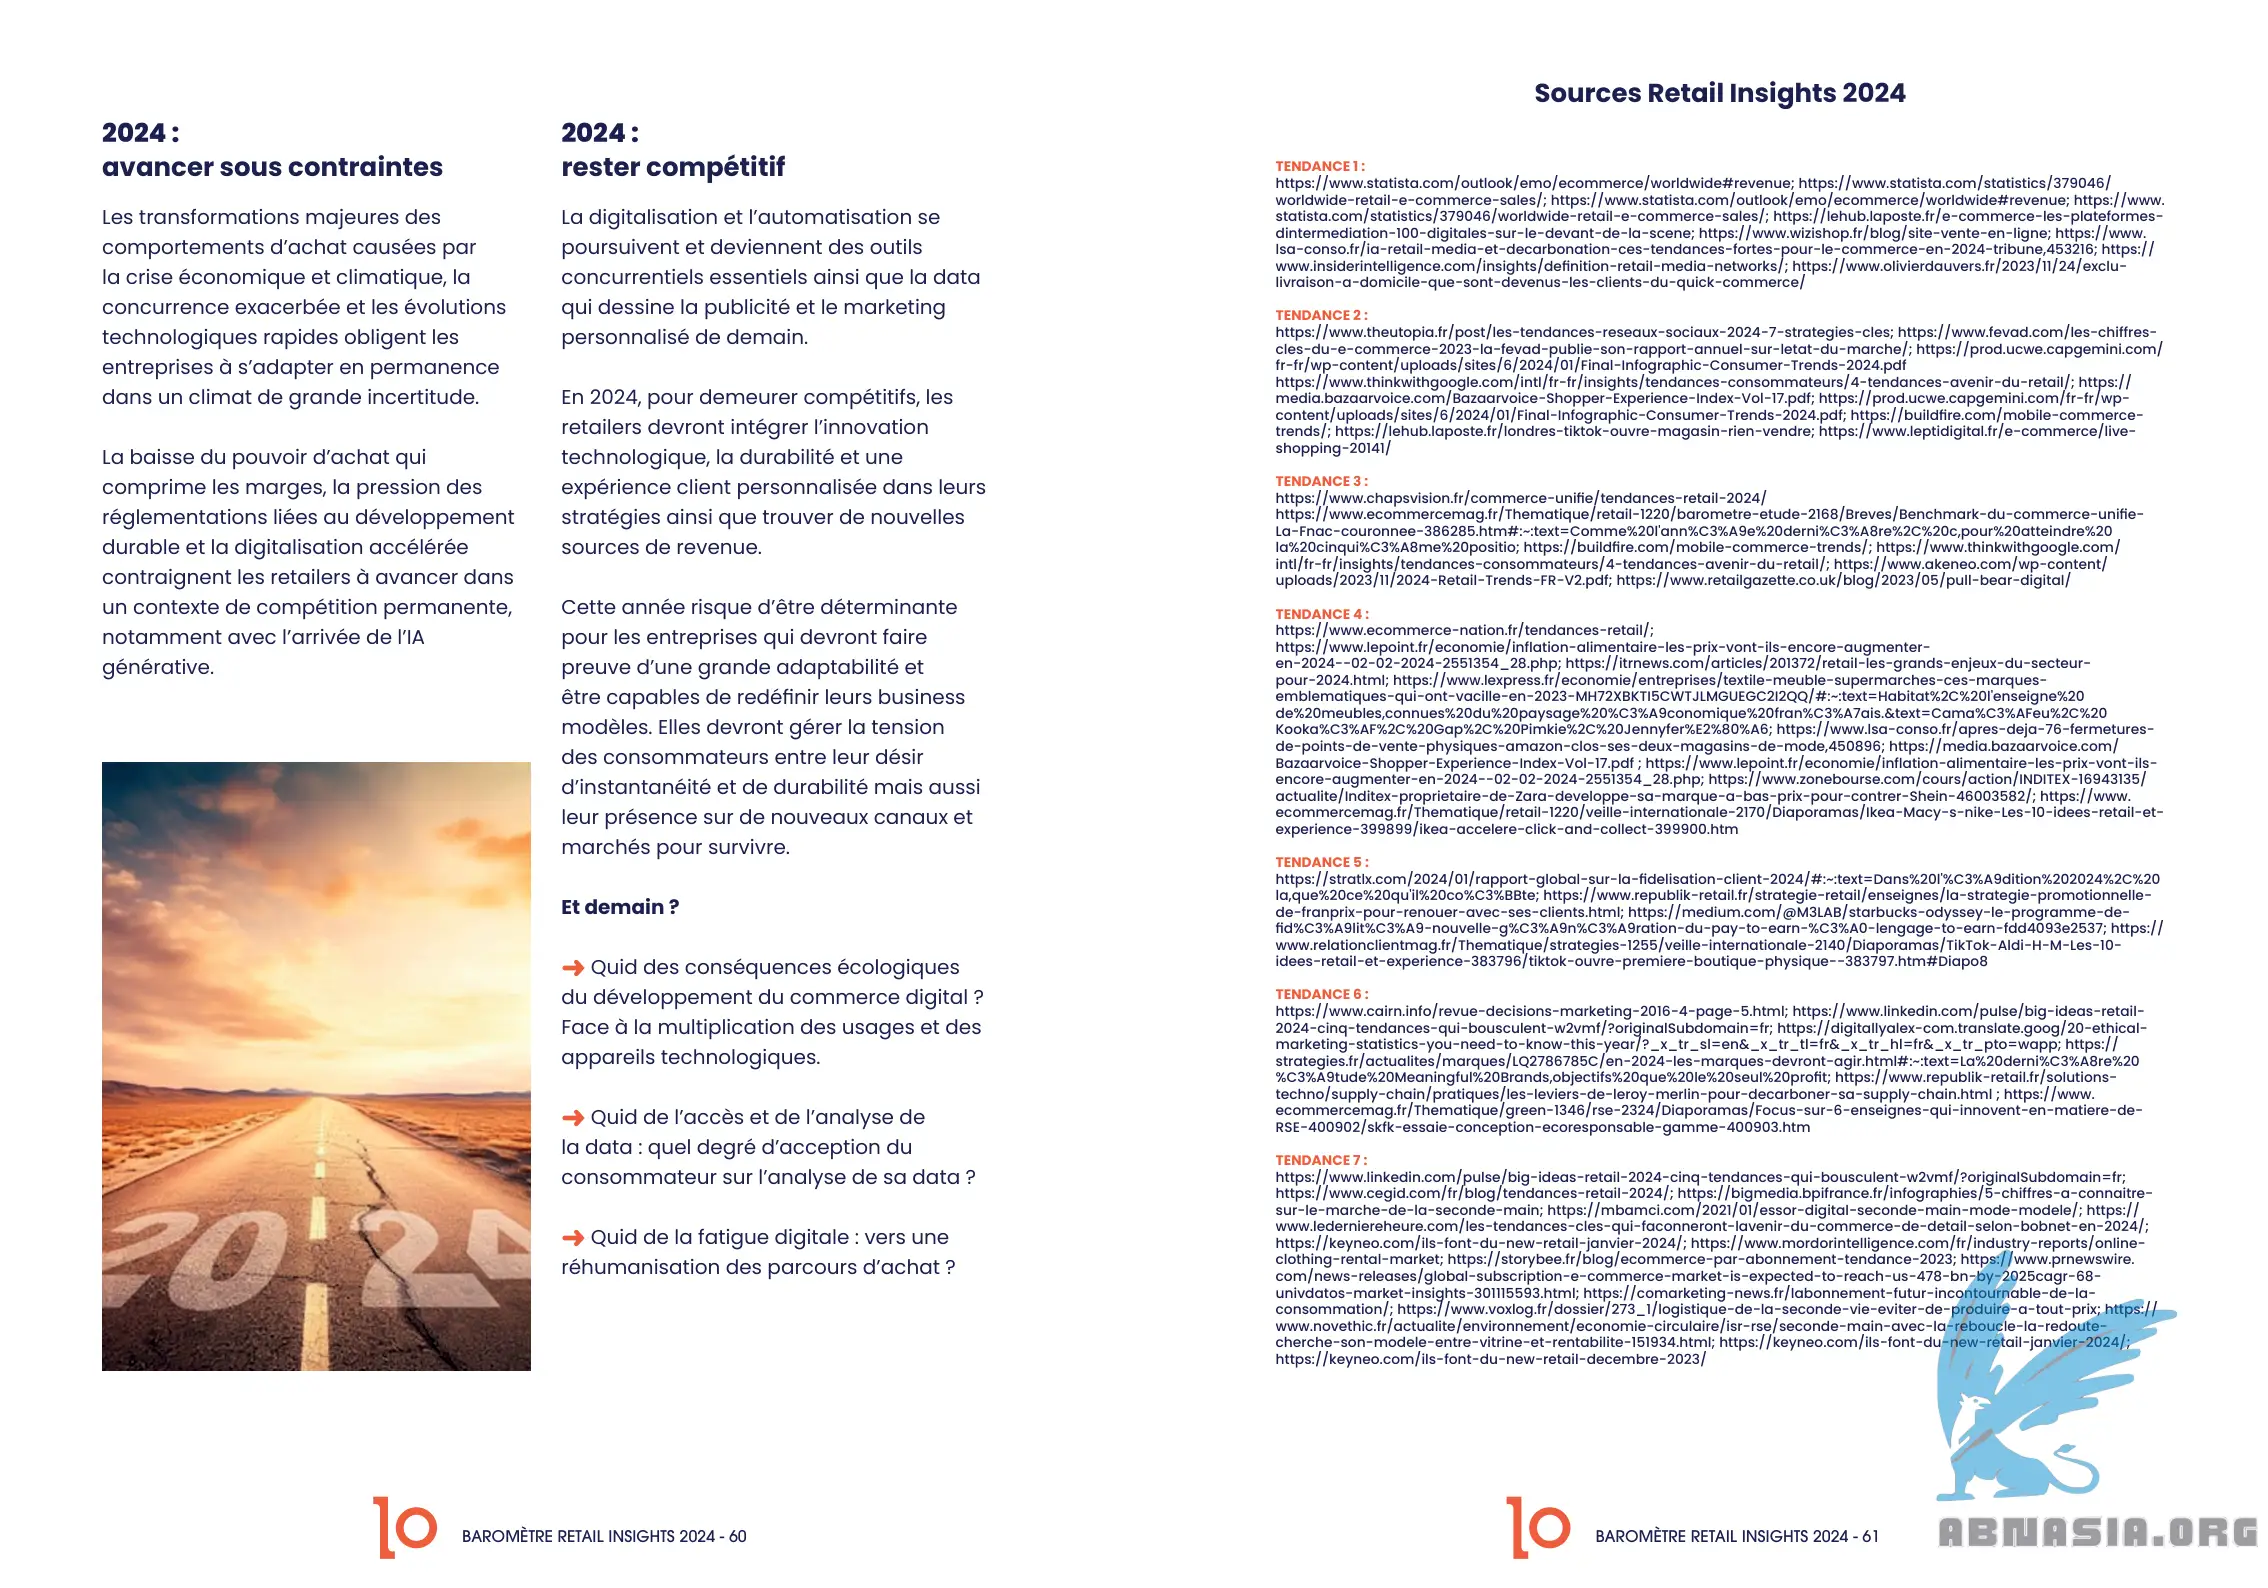 2024 :
avancer sous contraintes
Les transformations majeures des
comportements d’achat causées par
la crise économique et climatique, la
concurrence exacerbée et les évolutions
technologiques rapides obligent les
entreprises à s’adapter en permanence
dans un climat de grande incertitude.
La baisse du pouvoir d’achat qui
comprime les marges, la pression des
réglementations liées au développement
durable et la digitalisation accélérée
contraignent les retailers à avancer dans
un contexte de compétition permanente,
notamment avec l’arrivée de l’IA
générative.
2024
2024 :
rester compétitif
La digitalisation et l’automatisation se
poursuivent et deviennent des outils
concurrentiels essentiels ainsi que la data
qui dessine la publicité et le marketing
personnalisé de demain.
En 2024, pour demeurer compétitifs, les
retailers devront intégrer l’innovation
technologique, la durabilité et une
expérience client personnalisée dans leurs
stratégies ainsi que trouver de nouvelles
sources de revenue.
Cette année risque d’être déterminante
pour les entreprises qui devront faire
preuve d’une grande adaptabilité et
être capables de redéfinir leurs business
modèles. Elles devront gérer la tension
des consommateurs entre leur désir
d’instantanéité et de durabilité mais aussi
leur présence sur de nouveaux canaux et
marchés pour survivre.
Et demain ?
➜ Quid des conséquences écologiques
du développement du commerce digital ?
Face à la multiplication des usages et des
appareils technologiques.
➜ Quid de l’accès et de l’analyse de
la data : quel degré d’acception du
consommateur sur l’analyse de sa data ?
➜ Quid de la fatigue digitale : vers une
réhumanisation des parcours d’achat ?
10 BAROMÈTRE RETAIL INSIGHTS 2024 - 60
Sources Retail Insights 2024
TENDANCE 1 :
https://www.statista.com/outlook/emo/ecommerce/worldwide#revenue; https://www.statista.com/statistics/379046/
worldwide-retail-e-commerce-sales/; https://www.statista.com/outlook/emo/ecommerce/worldwide#revenue; https://www.
statista.com/statistics/379046/worldwide-retail-e-commerce-sales/; https://lehub.laposte.fr/e-commerce-les-plateformes-
dintermediation-100-digitales-sur-le-devant-de-la-scene; https://www.wizishop.fr/blog/site-vente-en-ligne; https://www.
lsa-conso.fr/ia-retail-media-et-decarbonation-ces-tendances-fortes-pour-le-commerce-en-2024-tribune,453216; https://
www.insiderintelligence.com/insights/definition-retail-media-networks/; https://www.olivierdauvers.fr/2023/11/24/exclu-
livraison-a-domicile-que-sont-devenus-les-clients-du-quick-commerce/
TENDANCE 2 :
https://www.theutopia.fr/post/les-tendances-reseaux-sociaux-2024-7-strategies-cles; https://www.fevad.com/les-chiffres-
cles-du-e-commerce-2023-la-fevad-publie-son-rapport-annuel-sur-letat-du-marche/; https://prod.ucwe.capgemini.com/
fr-fr/wp-content/uploads/sites/6/2024/01/Final-Infographic-Consumer-Trends-2024.pdf
https://www.thinkwithgoogle.com/intl/fr-fr/insights/tendances-consommateurs/4-tendances-avenir-du-retail/; https://
media.bazaarvoice.com/Bazaarvoice-Shopper-Experience-Index-Vol-17.pdf; https://prod.ucwe.capgemini.com/fr-fr/wp-
content/uploads/sites/6/2024/01/Final-Infographic-Consumer-Trends-2024.pdf; https://buildfire.com/mobile-commerce-
trends/; https://lehub.laposte.fr/londres-tiktok-ouvre-magasin-rien-vendre; https://www.leptidigital.fr/e-commerce/live-
shopping-20141/
TENDANCE 3 :
https://www.chapsvision.fr/commerce-unifie/tendances-retail-2024/
https://www.ecommercemag.fr/Thematique/retail-1220/barometre-etude-2168/Breves/Benchmark-du-commerce-unifie-
La-Fnac-couronnee-386285.htm#:~:text=Comme%20l'ann%C3%A9e%20derni%C3%A8re%2C%20c,pour%20atteindre%20
la%20cinqui%C3%A8me%20positio; https://buildfire.com/mobile-commerce-trends/; https://www.thinkwithgoogle.com/
intl/fr-fr/insights/tendances-consommateurs/4-tendances-avenir-du-retail/; https://www.akeneo.com/wp-content/
uploads/2023/11/2024-Retail-Trends-FR-V2.pdf; https://www.retailgazette.co.uk/blog/2023/05/pull-bear-digital/
TENDANCE 4 :
https://www.ecommerce-nation.fr/tendances-retail/;
https://www.lepoint.fr/economie/inflation-alimentaire-les-prix-vont-ils-encore-augmenter-
en-2024--02-02-2024-2551354_28.php; https://itrnews.com/articles/201372/retail-les-grands-enjeux-du-secteur-
pour-2024.html; https://www.lexpress.fr/economie/entreprises/textile-meuble-supermarches-ces-marques-
emblematiques-qui-ont-vacille-en-2023-MH72XBKTI5CWTJLMGUEGC2I2QQ/#:~:text=Habitat%2C%20l'enseigne%20
de%20meubles,connues%20du%20paysage%20%C3%A9conomique%20fran%C3%A7ais.&text=Cama%C3%AFeu%2C%20
Kooka%C3%AF%2C%20Gap%2C%20Pimkie%2C%20Jennyfer%E2%80%A6; https://www.lsa-conso.fr/apres-deja-76-fermetures-
de-points-de-vente-physiques-amazon-clos-ses-deux-magasins-de-mode,450896; https://media.bazaarvoice.com/
Bazaarvoice-Shopper-Experience-Index-Vol-17.pdf ; https://www.lepoint.fr/economie/inflation-alimentaire-les-prix-vont-ils-
encore-augmenter-en-2024--02-02-2024-2551354_28.php; https://www.zonebourse.com/cours/action/INDITEX-16943135/
actualite/Inditex-proprietaire-de-Zara-developpe-sa-marque-a-bas-prix-pour-contrer-Shein-46003582/; https://www.
ecommercemag.fr/Thematique/retail-1220/veille-internationale-2170/Diaporamas/Ikea-Macy-s-nike-Les-10-idees-retail-et-
experience-399899/ikea-accelere-click-and-collect-399900.htm
TENDANCE 5 :
https://stratlx.com/2024/01/rapport-global-sur-la-fidelisation-client-2024/#:~:text=Dans%20l'%C3%A9dition%202024%2C%20
la,que%20ce%20qu'il%20co%C3%BBte; https://www.republik-retail.fr/strategie-retail/enseignes/la-strategie-promotionnelle-
de-franprix-pour-renouer-avec-ses-clients.html; https://medium.com/@M3LAB/starbucks-odyssey-le-programme-de-
fid%C3%A9lit%C3%A9-nouvelle-g%C3%A9n%C3%A9ration-du-pay-to-earn-%C3%A0-lengage-to-earn-fdd4093e2537; https://
www.relationclientmag.fr/Thematique/strategies-1255/veille-internationale-2140/Diaporamas/TikTok-Aldi-H-M-Les-10-
idees-retail-et-experience-383796/tiktok-ouvre-premiere-boutique-physique--383797.htm#Diapo8
TENDANCE 6 :
https://www.cairn.info/revue-decisions-marketing-2016-4-page-5.html; https://www.linkedin.com/pulse/big-ideas-retail-
2024-cinq-tendances-qui-bousculent-w2vmf/?originalSubdomain=fr; https://digitallyalex-com.translate.goog/20-ethical-
marketing-statistics-you-need-to-know-this-year/?_x_tr_sl=en&_x_tr_tl=fr&_x_tr_hl=fr&_x_tr_pto=wapp; https://
strategies.fr/actualites/marques/LQ2786785C/en-2024-les-marques-devront-agir.html#:~:text=La%20derni%C3%A8re%20
%C3%A9tude%20Meaningful%20Brands,objectifs%20que%20le%20seul%20profit; https://www.republik-retail.fr/solutions-
techno/supply-chain/pratiques/les-leviers-de-leroy-merlin-pour-decarboner-sa-supply-chain.html ; https://www.
ecommercemag.fr/Thematique/green-1346/rse-2324/Diaporamas/Focus-sur-6-enseignes-qui-innovent-en-matiere-de-
RSE-400902/skfk-essaie-conception-ecoresponsable-gamme-400903.htm
TENDANCE 7 :
https://www.linkedin.com/pulse/big-ideas-retail-2024-cinq-tendances-qui-bousculent-w2vmf/?originalSubdomain=fr;
https://www.cegid.com/fr/blog/tendances-retail-2024/; https://bigmedia.bpifrance.fr/infographies/5-chiffres-a-connaitre-
sur-le-marche-de-la-seconde-main; https://mbamci.com/2021/01/essor-digital-seconde-main-mode-modele/; https://
www.lederniereheure.com/les-tendances-cles-qui-faconneront-lavenir-du-commerce-de-detail-selon-bobnet-en-2024/;
https://keyneo.com/ils-font-du-new-retail-janvier-2024/; https://www.mordorintelligence.com/fr/industry-reports/online-
clothing-rental-market; https://storybee.fr/blog/ecommerce-par-abonnement-tendance-2023; https://www.prnewswire.
com/news-releases/global-subscription-e-commerce-market-is-expected-to-reach-us-478-bn-by-2025cagr-68-
univdatos-market-insights-301115593.html; https://comarketing-news.fr/labonnement-futur-incontournable-de-la-
consommation/; https://www.voxlog.fr/dossier/273_1/logistique-de-la-seconde-vie-eviter-de-produire-a-tout-prix; https://
www.novethic.fr/actualite/environnement/economie-circulaire/isr-rse/seconde-main-avec-la-reboucle-la-redoute-
cherche-son-modele-entre-vitrine-et-rentabilite-151934.html; https://keyneo.com/ils-font-du-new-retail-janvier-2024/;
https://keyneo.com/ils-font-du-new-retail-decembre-2023/
10 BAROMÈTRE RETAIL INSIGHTS 2024 - 61
ABNASIA.ORG